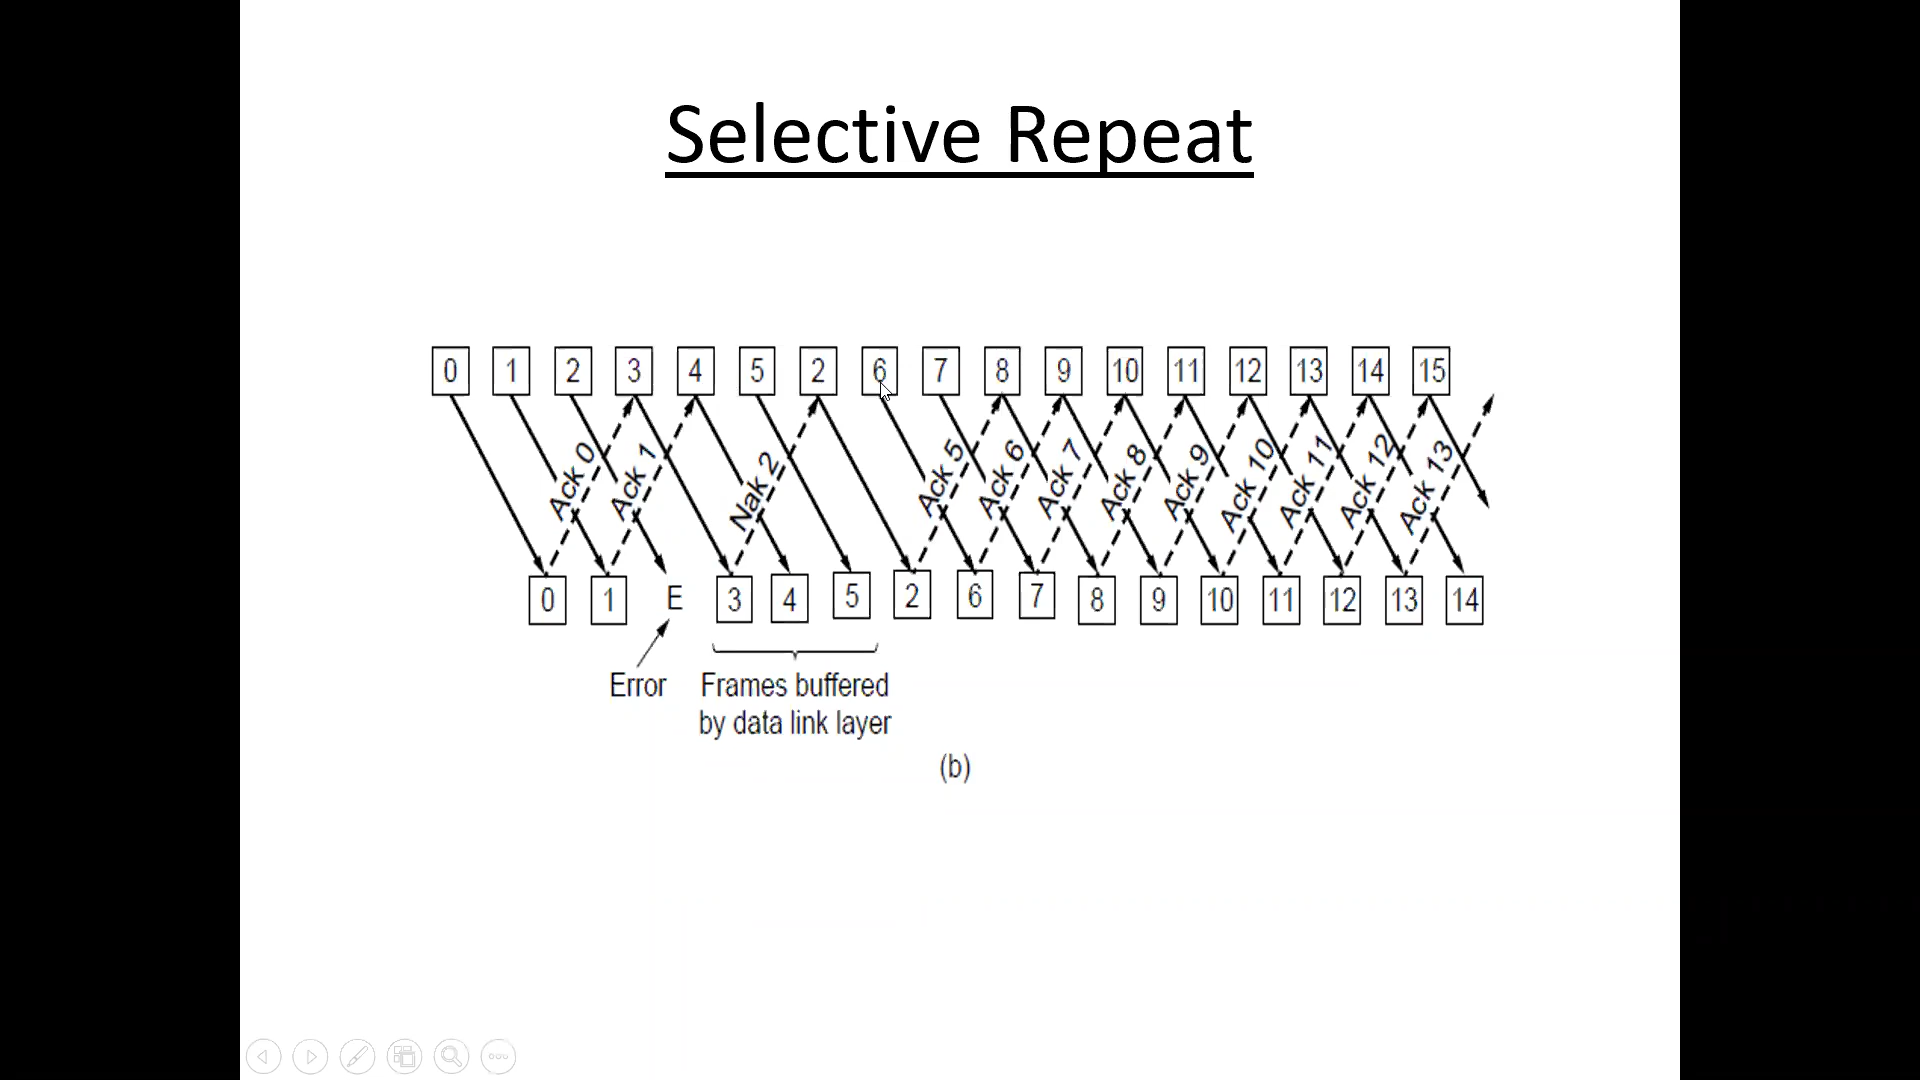 Selective Repeat
0 1 2 3 4 5 2 6 7 8 9 10 11 12 13 14 15
Ack 0 Ack 1 Nak 2 Ack 5 Ack 6 Ack 7 Ack 8 Ack 9 Ack 10 Ack 11 Ack 12 Ack 13
0 1 E 3 4 5 2 6 7 8 9 10 11 12 13 14
Error Frames buffered
by data link layer
(b)